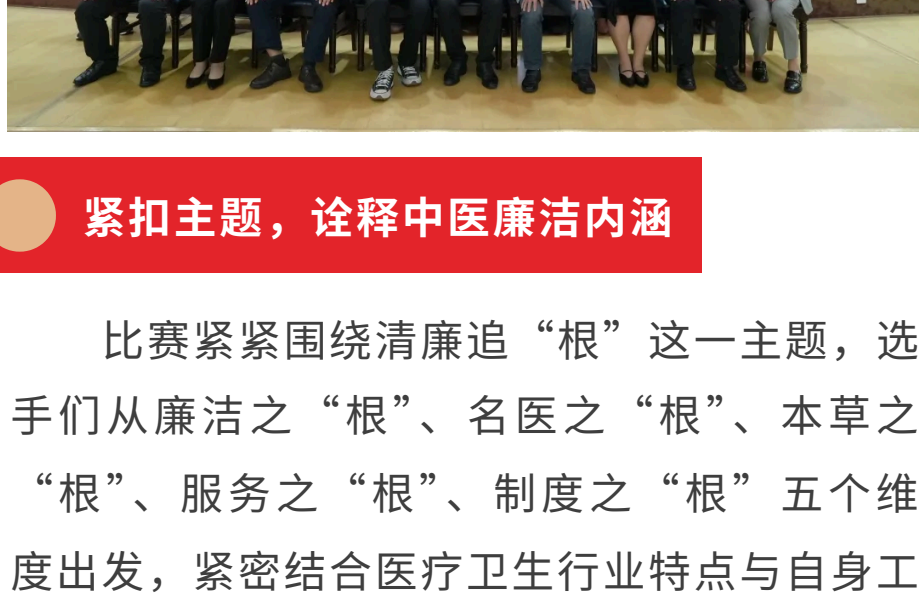 紧扣主题，诠释中医廉洁内涵
比赛紧紧围绕清廉追“根”这一主题，选
手们从廉洁之“根”、名医之“根”、本草之
“根”、服务之“根”、制度之“根”五个维
度出发，紧密结合医疗卫生行业特点与自身工